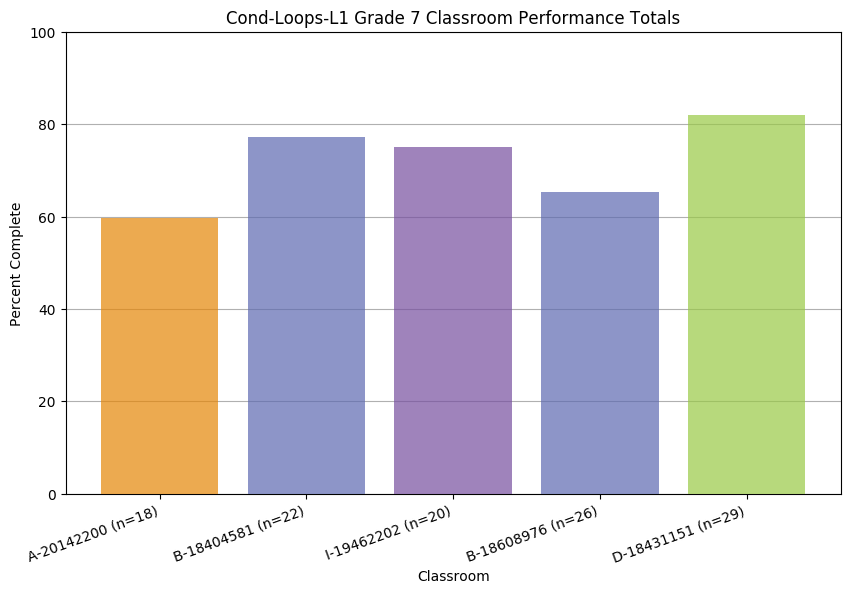 Cond-Loops-L1 Grade 7 Classroom Performance Totals
100
80
60
40
20
0
Percent Complete
A-20142200 (n=18)
B-18404581 (n=22)
I-19462202 (n=20)
B-18608976 (n=26)
D-18431151 (n=29)
Classroom